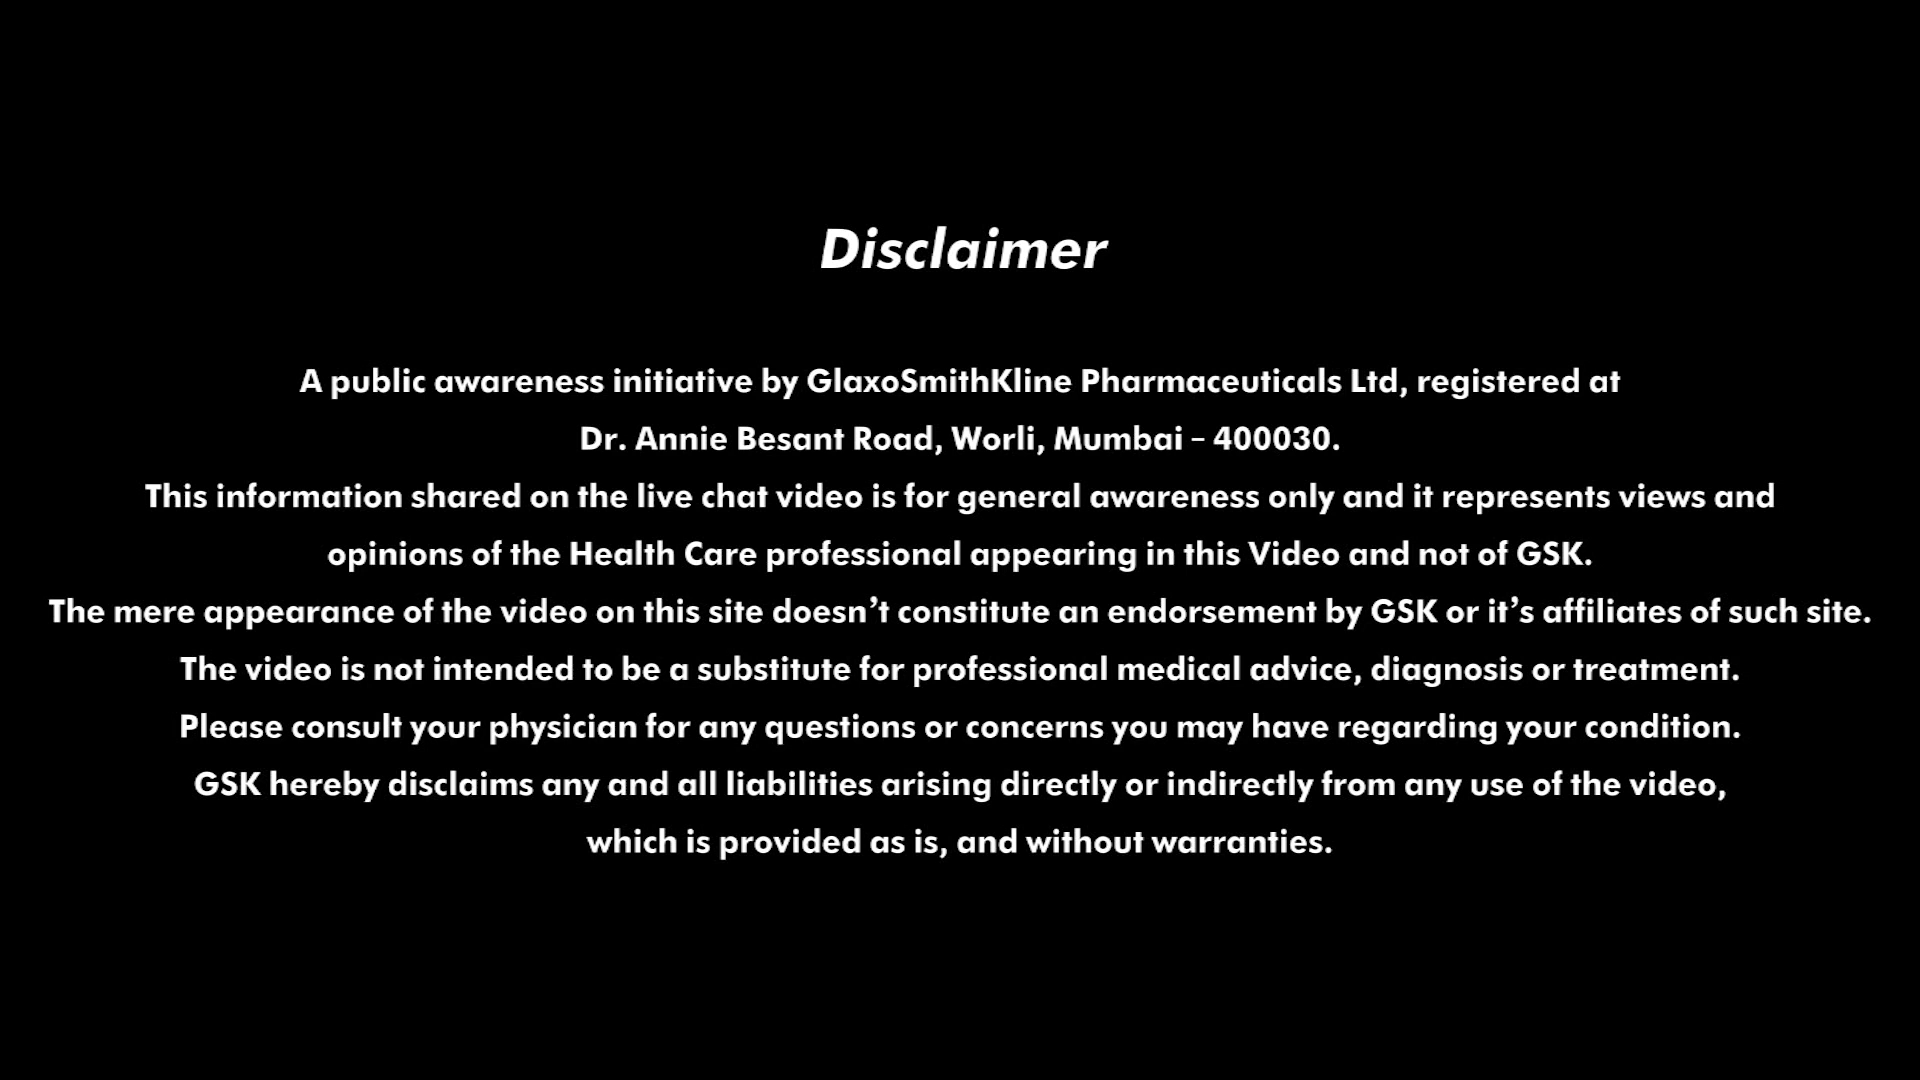 Disclaimer
A public awareness initiative by GlaxoSmithKline Pharmaceuticals Ltd, registered at
Dr. Annie Besant Road, Worli, Mumbai – 400030.
This information shared on the live chat video is for general awareness only and it represents views and
opinions of the Health Care professional appearing in this Video and not of GSK.
The mere appearance of the video on this site doesn’t constitute an endorsement by GSK or it’s affiliates of such site.
The video is not intended to be a substitute for professional medical advice, diagnosis or treatment.
Please consult your physician for any questions or concerns you may have regarding your condition.
GSK hereby disclaims any and all liabilities arising directly or indirectly from any use of the video,
which is provided as is, and without warranties.